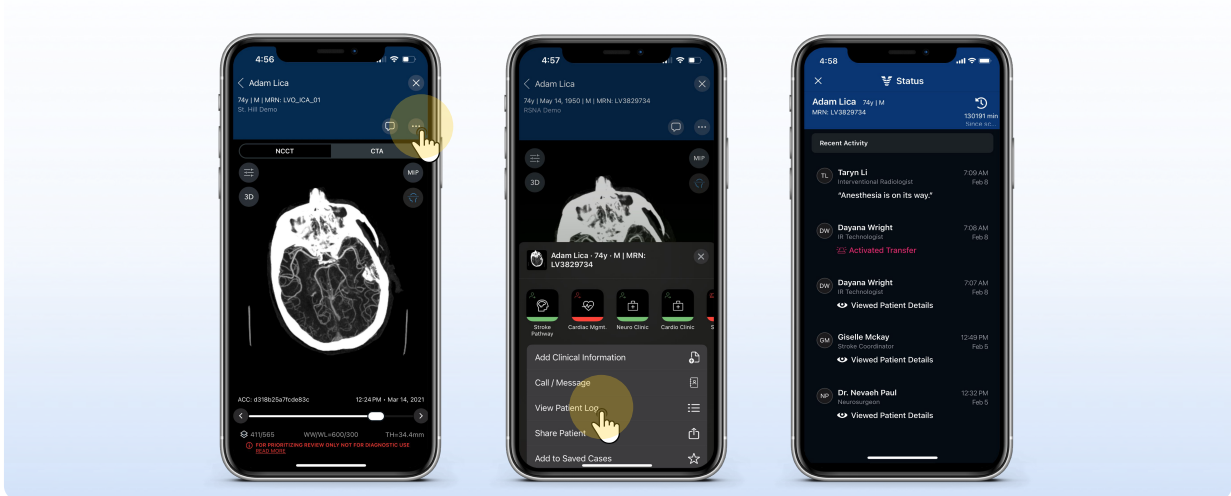 4:56
Adam Lica
74y | M | MRN: LVO_ICA_01
St. Hill Demo
NCCT
CTA
MIP
3D
ACC: d318b25a7fcde83c
12:24 PM • Mar 14, 2021
411/565
WW/WL=600/300
TH=34.4mm
FOR PRIORITIZING REVIEW ONLY NOT FOR DIAGNOSTIC USE
READ MORE
4:57
Adam Lica
74y | May 14, 1950 | M | MRN: LV3829734
RSNA Demo
MIP
3D
Adam Lica • 74y • M | MRN:
LV3829734
Stroke
Pathway
Cardiac Mgmt.
Neuro Clinic
Cardio Clinic
Add Clinical Information
Call / Message
View Patient Log
Share Patient
Add to Saved Cases
4:58
Status
Adam Lica 74y | M
MRN: LV3829734
130191 min
Since sc...
Recent Activity
TL
Taryn Li
7:09 AM
Interventional Radiologist
Feb 8
"Anesthesia is on its way."
DW
Dayana Wright
7:08 AM
IR Technologist
Feb 8
Activated Transfer
DW
Dayana Wright
7:07 AM
IR Technologist
Feb 8
Viewed Patient Details
GM
Giselle Mckay
12:49 PM
Stroke Coordinator
Feb 5
Viewed Patient Details
NP
Dr. Nevaeh Paul
12:32 PM
Neurosurgeon
Feb 5
Viewed Patient Details